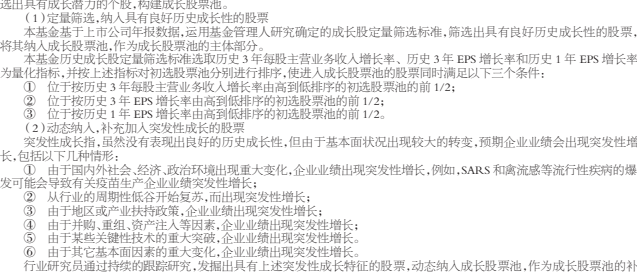 选出具有成长潜力的个股,构建成长股票池。
(1)定量筛选,纳入具有良好历史成长性的股票
本基金基于上市公司年报数据,运用基金管理人研究确定的成长股定量筛选标准,筛选出具有良好历史成长性的股票,
将其纳入成长股票池,作为成长股票池的主体部分。
本基金历史成长股定量筛选标准选取历史3年每股主营业务收入增长率、历史3年EPS增长率和历史1年EPS增长率
为量化指标,并按上述指标对初选股票池分别进行排序,使进入成长股票池的股票同时满足以下三个条件:
① 位于按历史3年每股主营业务收入增长率由高到低排序的初选股票池的前1/2;
② 位于按历史3年EPS增长率由高到低排序的初选股票池的前1/2;
③ 位于按历史1年EPS增长率由高到低排序的初选股票池的前1/2。
(2)动态纳入,补充加入突发性成长的股票
突发性成长指,虽然没有表现出良好的历史成长性,但由于基本面状况出现较大的转变,预期企业业绩会出现突发性增
长,包括以下几种情形:
① 由于国内外社会、经济、政治环境出现重大变化,企业业绩出现突发性增长,例如,SARS和禽流感等流行性疾病的爆
发可能会导致有关疫苗生产企业业绩突发性增长;
② 从行业的周期性低谷开始复苏,而出现突发性增长;
③ 由于地区或产业扶持政策,企业业绩出现突发性增长;
④ 由于并购、重组、资产注入等因素,企业业绩出现突发性增长;
⑤ 由于某些关键性技术的重大突破,企业业绩出现突发性增长。
⑥ 由于其它基本面因素的重大变化,企业业绩出现突发性增长。
行业研究员通过持续的跟踪研究,发掘出具有上述突发性成长特征的股票,动态纳入成长股票池,作为成长股票池的补